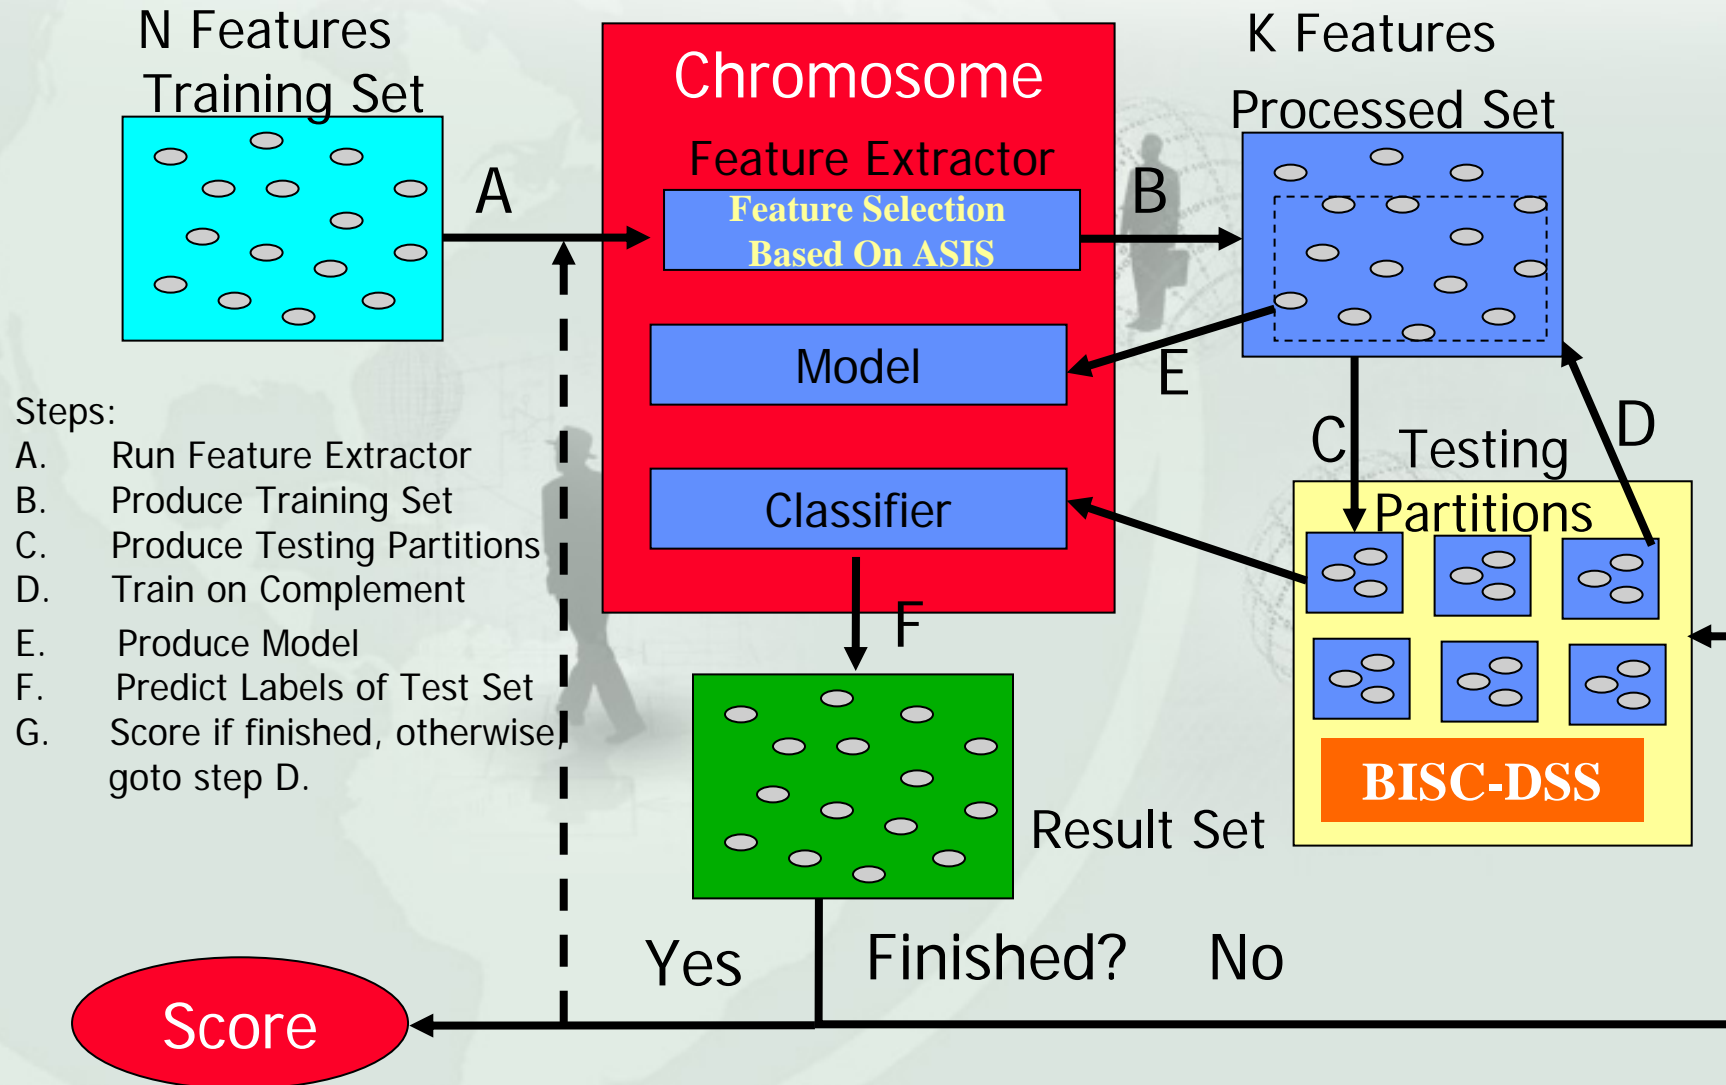 N Features
Training Set
A
Chromosome
Feature Extractor
Feature Selection
Based On ASIS
Model
Classifier
B
K Features
Processed Set
E
C
D
Testing
Partitions
BISC-DSS
Steps:
A. Run Feature Extractor
B. Produce Training Set
C. Produce Testing Partitions
D. Train on Complement
E. Produce Model
F. Predict Labels of Test Set
G. Score if finished, otherwise,
goto step D.
F
Result Set
Yes Finished? No
Score